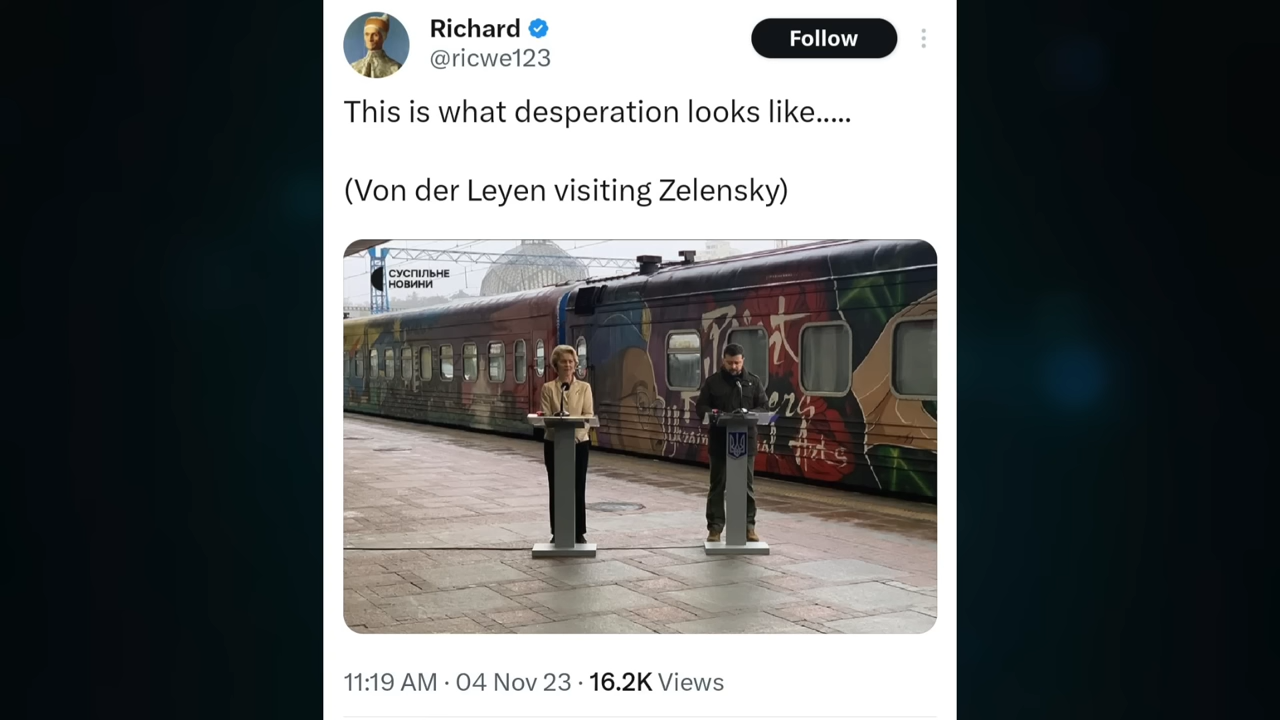 Richard
@ricwe123
Follow
This is what desperation looks like.....
(Von der Leyen visiting Zelensky)
СУСПІЛЬНЕ
НОВИНИ
11:19 AM · 04 Nov 23 · 16.2K Views